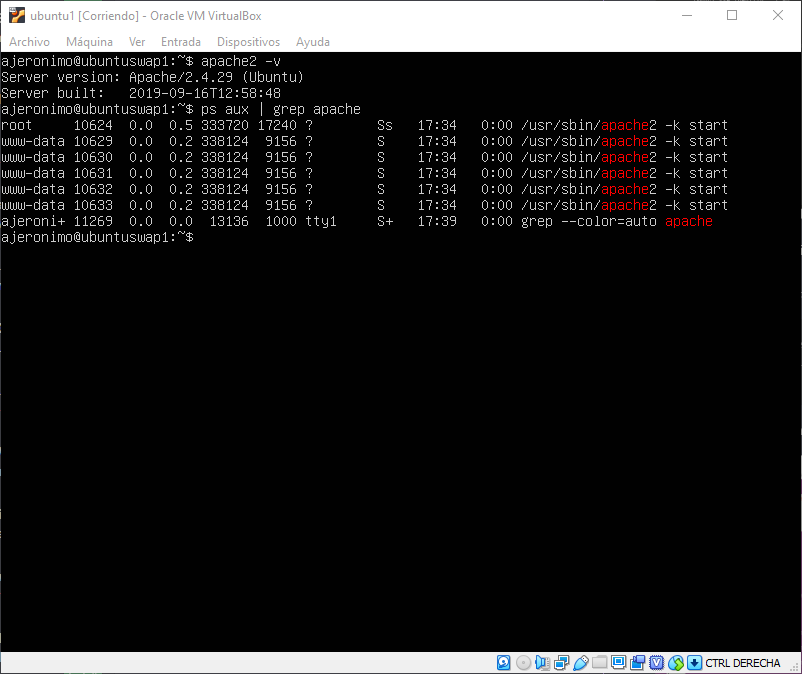 ubuntu1 [Corriendo] - Oracle VM VirtualBox
Archivo Máquina Ver Entrada Dispositivos Ayuda
ajeronimo@ubuntuswap1:~$ apache2 -v
Server version: Apache/2.4.29 (Ubuntu)
Server built:   2019-09-16T12:58:48
ajeronimo@ubuntuswap1:~$ ps aux | grep apache
root     10624  0.0  0.5 333720 17240 ?        Ss   17:34   0:00 /usr/sbin/apache2 -k start
www-data 10629  0.0  0.2 338124  9156 ?        S    17:34   0:00 /usr/sbin/apache2 -k start
www-data 10630  0.0  0.2 338124  9156 ?        S    17:34   0:00 /usr/sbin/apache2 -k start
www-data 10631  0.0  0.2 338124  9156 ?        S    17:34   0:00 /usr/sbin/apache2 -k start
www-data 10632  0.0  0.2 338124  9156 ?        S    17:34   0:00 /usr/sbin/apache2 -k start
www-data 10633  0.0  0.2 338124  9156 ?        S    17:34   0:00 /usr/sbin/apache2 -k start
ajeroni+ 11269  0.0  0.0  13136  1000 tty1     S+   17:39   0:00 grep --color=auto apache
ajeronimo@ubuntuswap1:~$
CTRL DERECHA